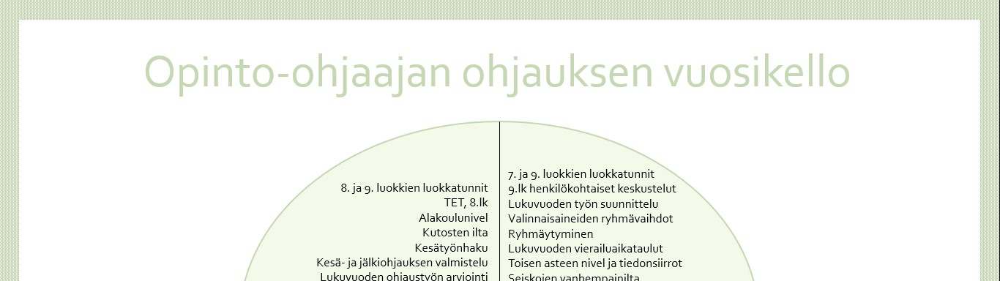 Opinto-ohjaajan ohjauksen vuosikello
8. ja 9. luokkien luokkatunnit
TET, 8.lk
Alakoulunivel
Kutosten ilta
Kesätyönhaku
Kesä- ja jälkiohjauksen valmistelu
Lukuvuoden ohjaustyön arviointi
7. ja 9. luokkien luokkatunnit
9.lk henkilökohtaiset keskustelut
Lukuvuoden työn suunnittelu
Valinnaisaineiden ryhmävaihdot
Ryhmäytyminen
Lukuvuoden vierailuaikataulut
Toisen asteen nivel ja tiedonsiirrot
Seiskojen vanhempainilta